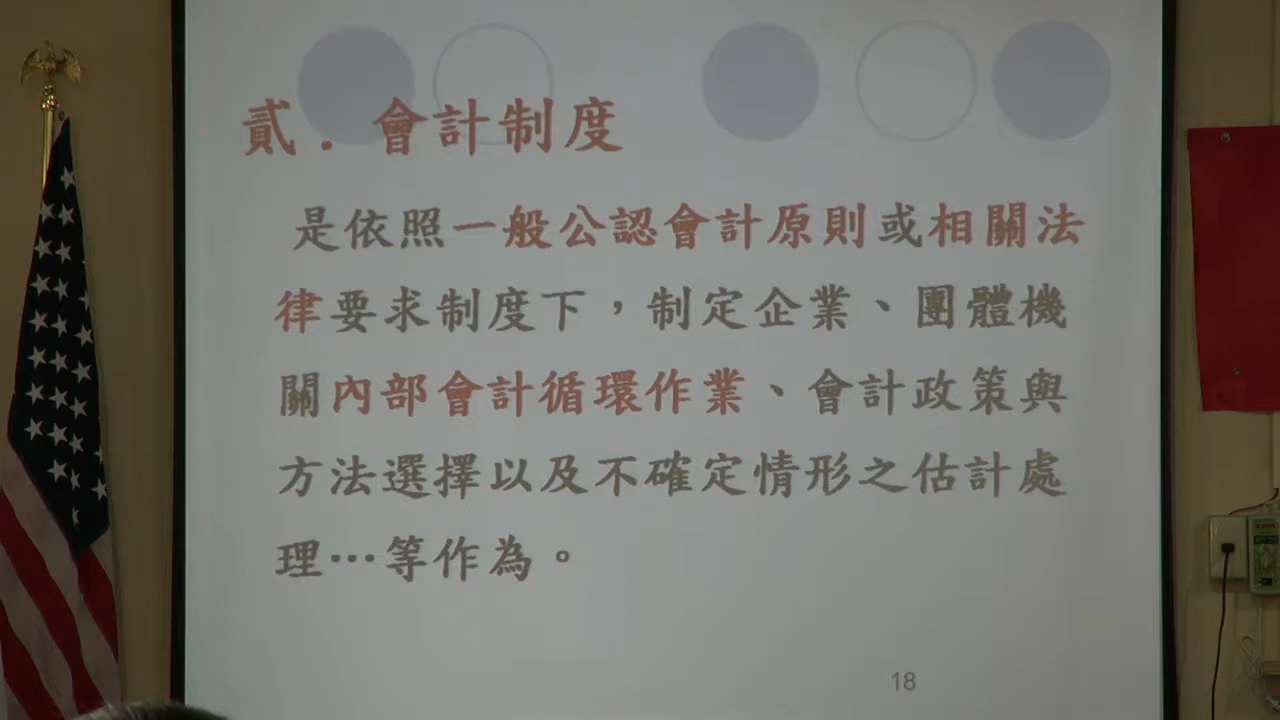 貳. 會計制度
是依照一般公認會計原則或相關法
律要求制度下，制定企業、團體機
關內部會計循環作業、會計政策與
方法選擇以及不確定情形之估計處
理…等作為。
18